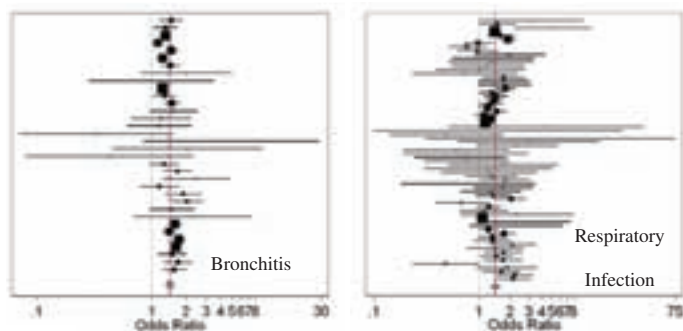 Bronchitis
.1 1 2 3 4 5 6 7 8 30
Odds Ratio
Respiratory
Infection
.1 1 2 3 4 5 6 7 8 75
Odds Ratio